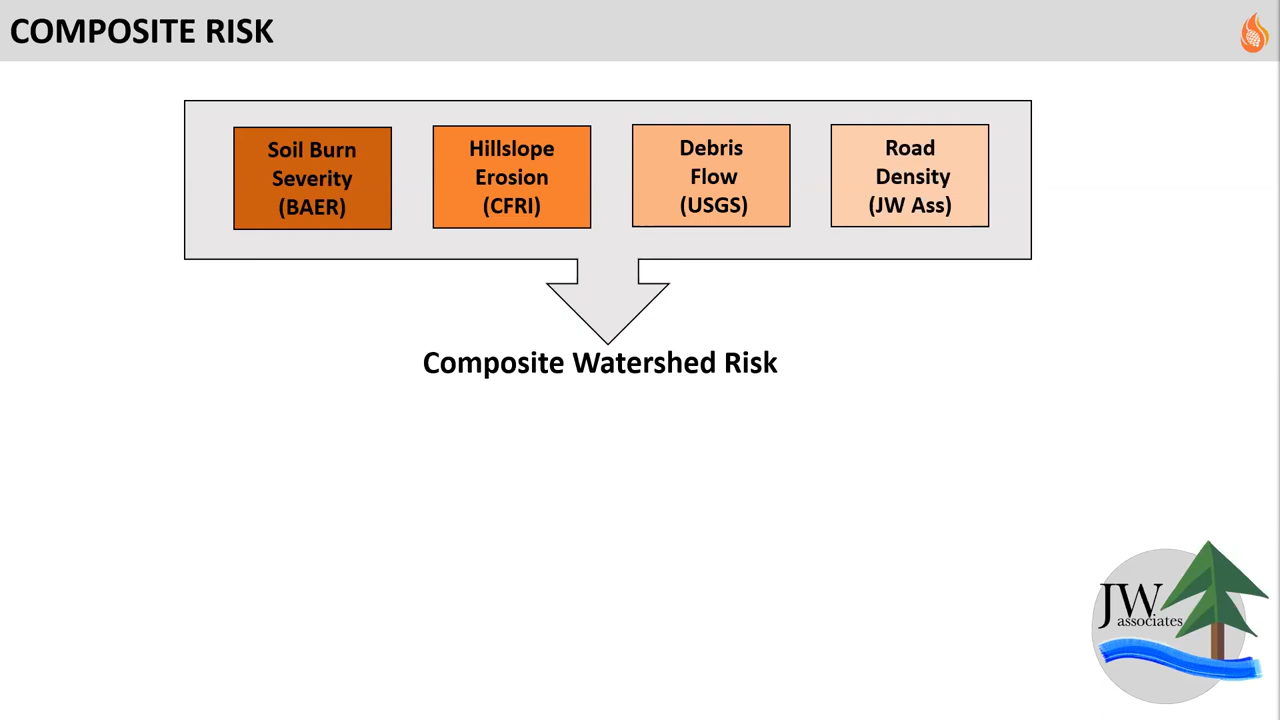 COMPOSITE RISK
Soil Burn
Severity
(BAER)
Hillslope
Erosion
(CFRI)
Debris
Flow
(USGS)
Road
Density
(JW Ass)
Composite Watershed Risk
JW
associates